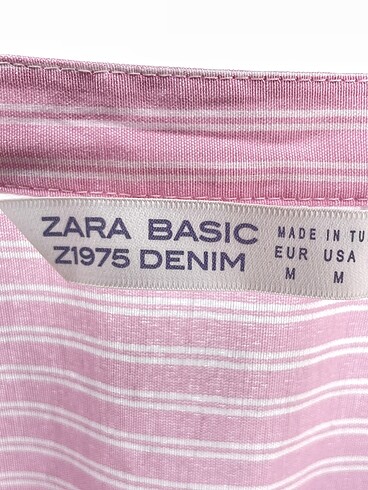 ZARA BASIC
Z1975 DENIM
MADE IN TU
EUR USA
M M